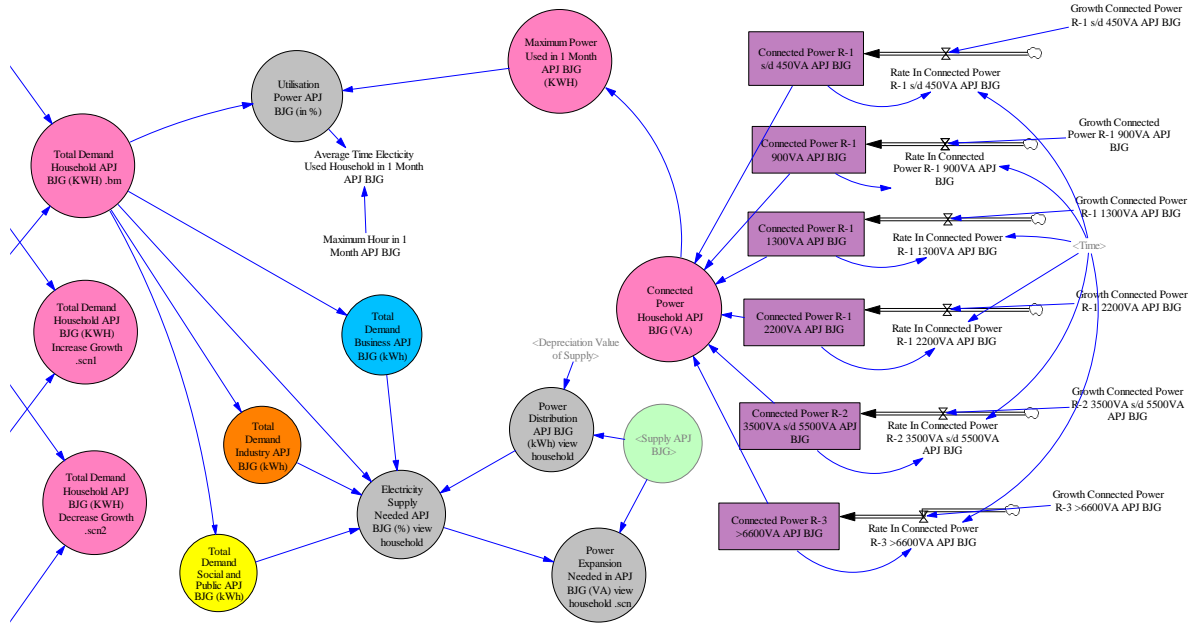 Maximum Power
Used in 1 Month
APJ BJG
(KWH)
Utilisation
Power APJ
BJG (in %)
Average Time Electicity
Used Household in 1 Month
APJ BJG
Maximum Hour in 1
Month APJ BJG
Total Demand
Household APJ
BJG (KWH) .bm
Total Demand
Household APJ
BJG (KWH)
Increase Growth
.scn1
Total Demand
Household APJ
BJG (KWH)
Decrease Growth
.scn2
Total
Demand
Business APJ
BJG (kWh)
Total
Demand
Industry APJ
BJG (kWh)
Total
Demand
Social and
Public APJ
BJG (kWh)
Electricity
Supply
Needed APJ
BJG (%) view
household
<Depreciation Value
of Supply>
Power
Distribution
APJ BJG
(kWh) view
household
<Supply APJ
BJG>
Power
Expansion
Needed in APJ
BJG (VA) view
household .scn
Connected
Power
Household APJ
BJG (VA)
Connected Power R-1
s/d 450VA APJ BJG
Rate In Connected Power
R-1 s/d 450VA APJ BJG
Growth Connected Power
R-1 s/d 450VA APJ BJG
Connected Power R-1
900VA APJ BJG
Rate In Connected
Power R-1 900VA APJ
BJG
Growth Connected
Power R-1 900VA APJ
BJG
Connected Power R-1
1300VA APJ BJG
Rate In Connected Power
R-1 1300VA APJ BJG
Growth Connected Power
R-1 1300VA APJ BJG
<Time>
Connected Power R-1
2200VA APJ BJG
Rate In Connected Power
R-1 2200VA APJ BJG
Growth Connected Power
R-1 2200VA APJ BJG
Connected Power R-2
3500VA s/d 5500VA APJ
BJG
Rate In Connected Power
R-2 3500VA s/d 5500VA
APJ BJG
Growth Connected Power
R-2 3500VA s/d 5500VA
APJ BJG
Connected Power R-3
>6600VA APJ BJG
Rate In Connected Power
R-3 >6600VA APJ BJG
Growth Connected Power
R-3 >6600VA APJ BJG